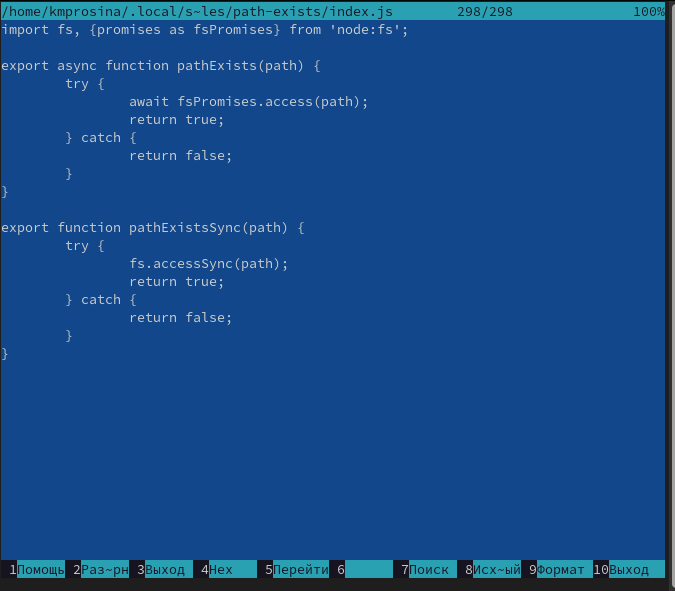 /home/kmprosina/.local/s~les/path-exists/index.js 298/298 100%
import fs, {promises as fsPromises} from 'node:fs';
export async function pathExists(path) {
try {
await fsPromises.access(path);
return true;
} catch {
return false;
}
}
export function pathExistsSync(path) {
try {
fs.accessSync(path);
return true;
} catch {
return false;
}
}
1Помощь 2Раз~рн 3Выход 4Hex 5Перейти 6 7Поиск 8Исх~ый 9Формат 10Выход